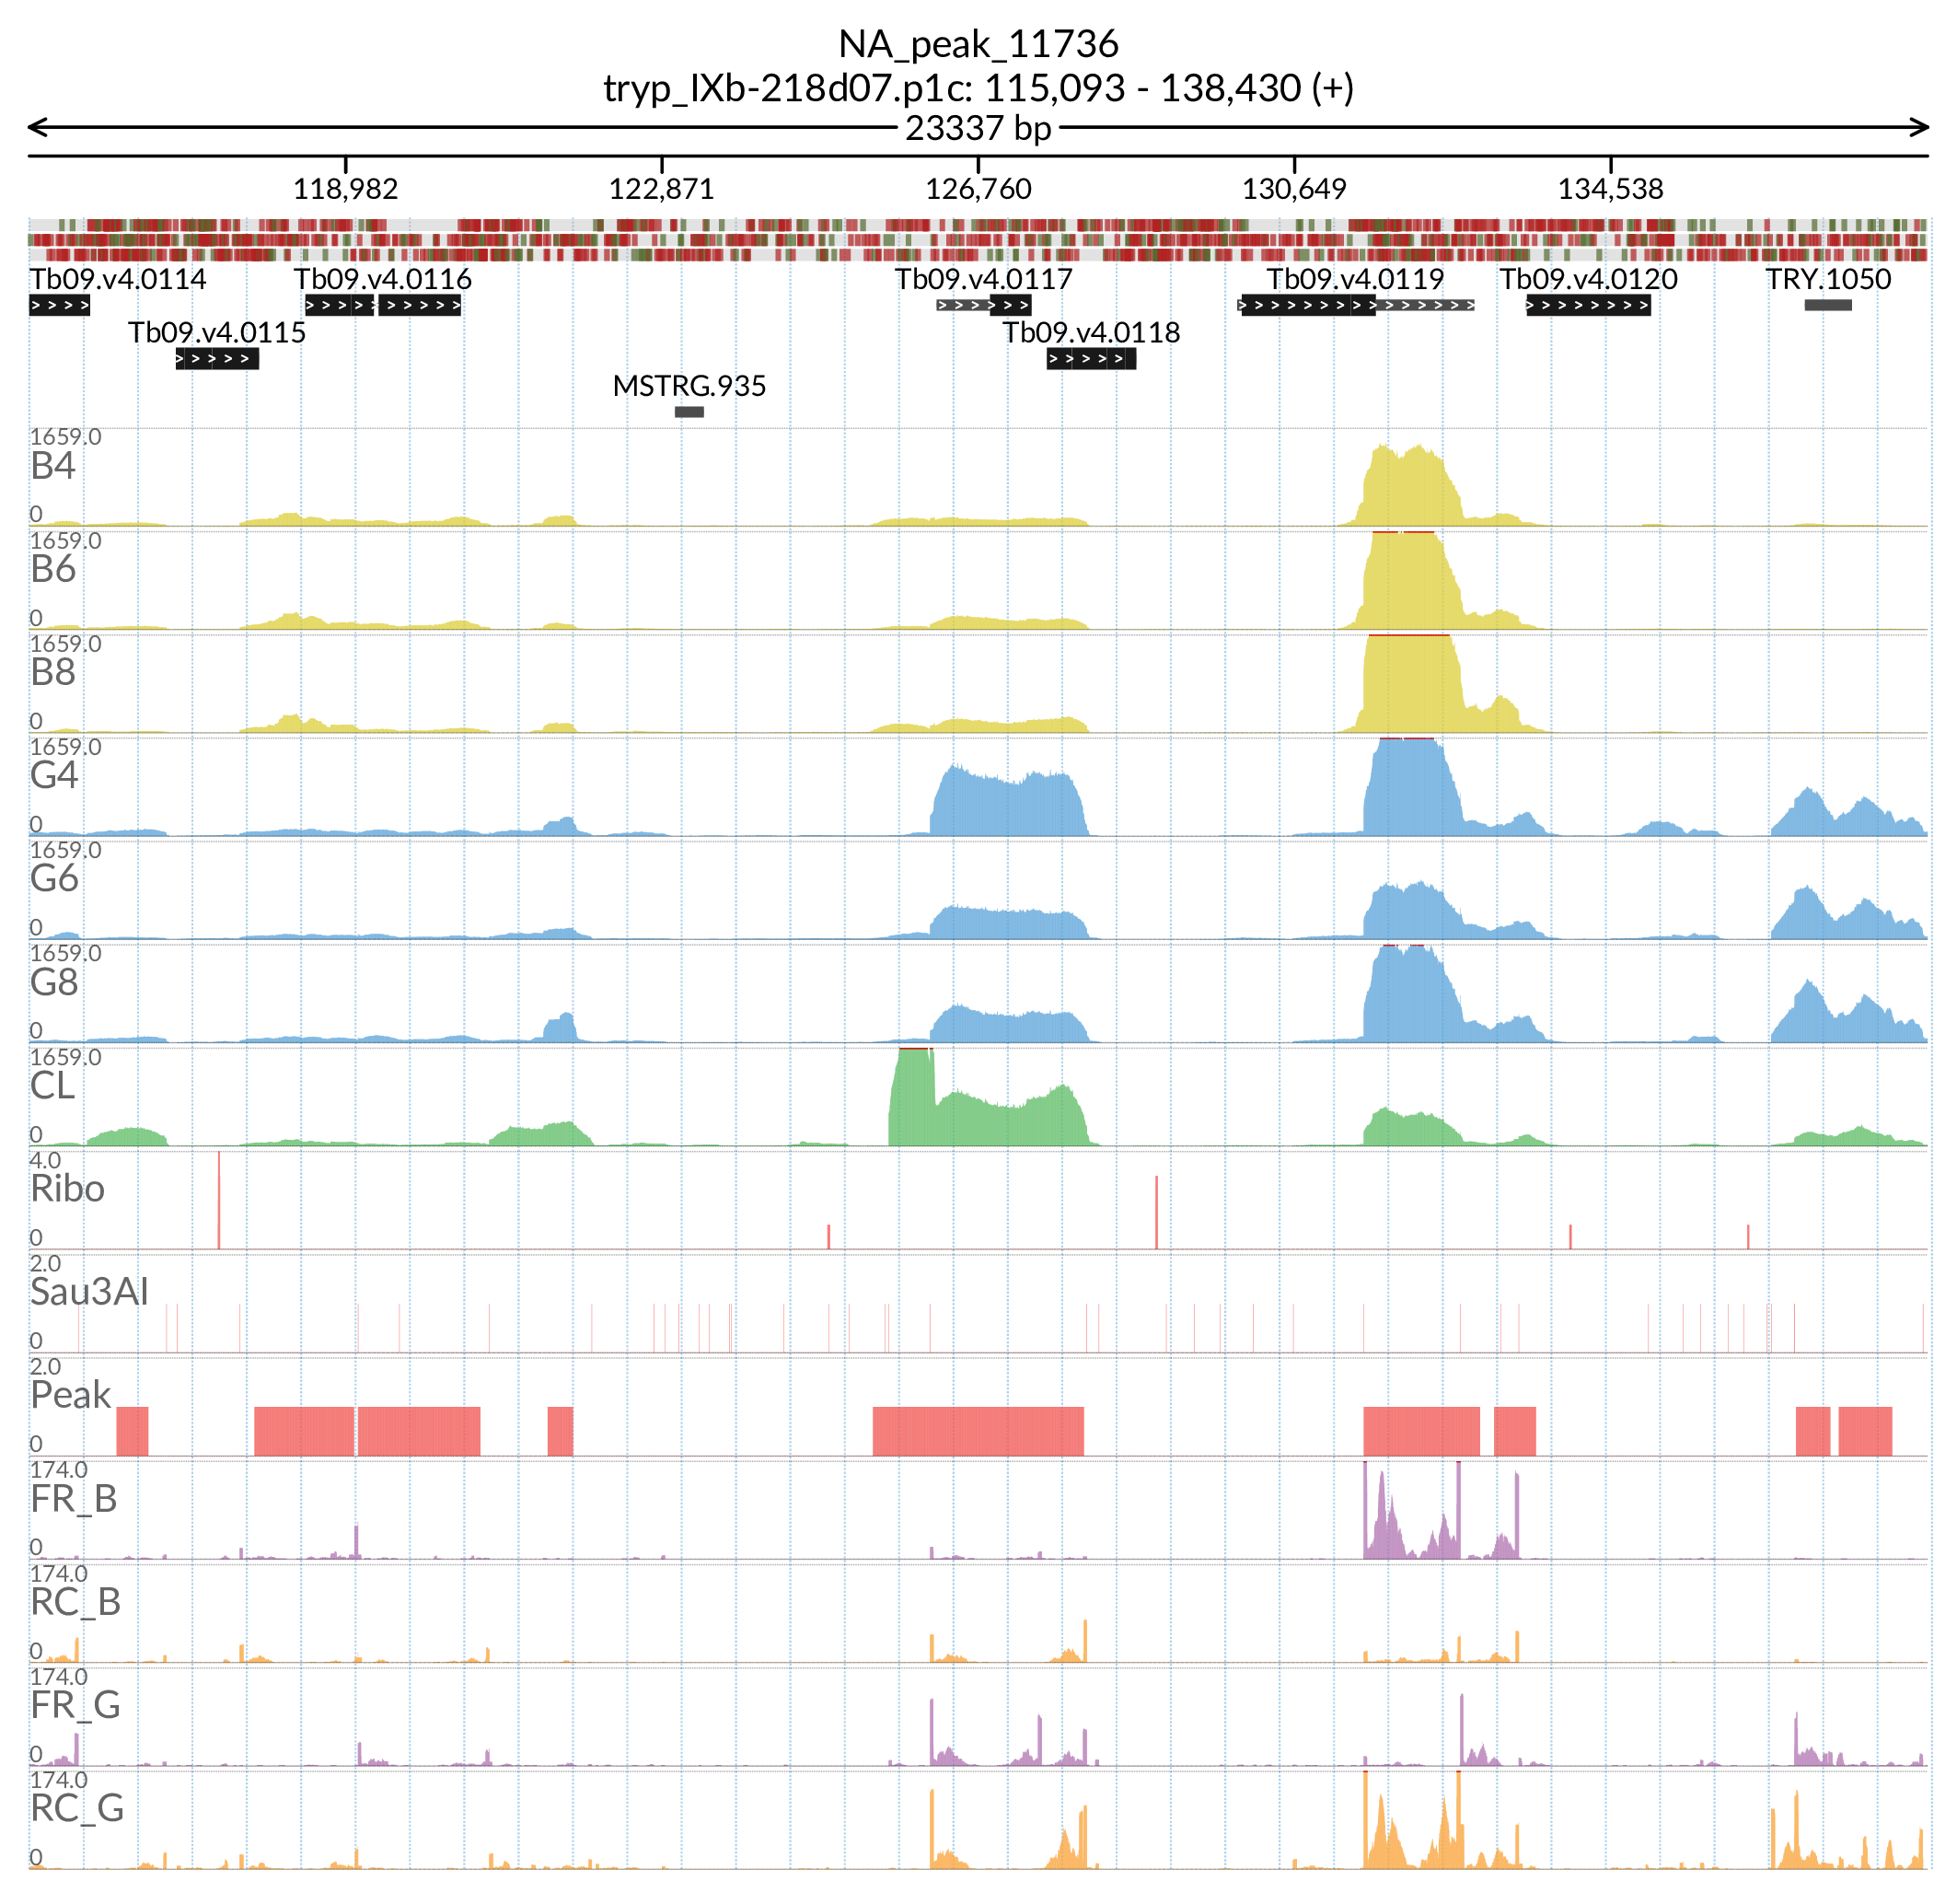 NA_peak_11736
tryp_IXb-218d07.p1c: 115,093 - 138,430 (+)
23337 bp
118,982 122,871 126,760 130,649 134,538
Tb09.v4.0114 Tb09.v4.0116 Tb09.v4.0117 Tb09.v4.0119 Tb09.v4.0120 TRY.1050
Tb09.v4.0115 Tb09.v4.0118
MSTRG.935
1659.0
B4
0
1659.0
B6
0
1659.0
B8
0
1659.0
G4
0
1659.0
G6
0
1659.0
G8
0
1659.0
CL
0
4.0
Ribo
0
2.0
Sau3AI
0
2.0
Peak
0
174.0
FR_B
0
174.0
RC_B
0
174.0
FR_G
0
174.0
RC_G
0